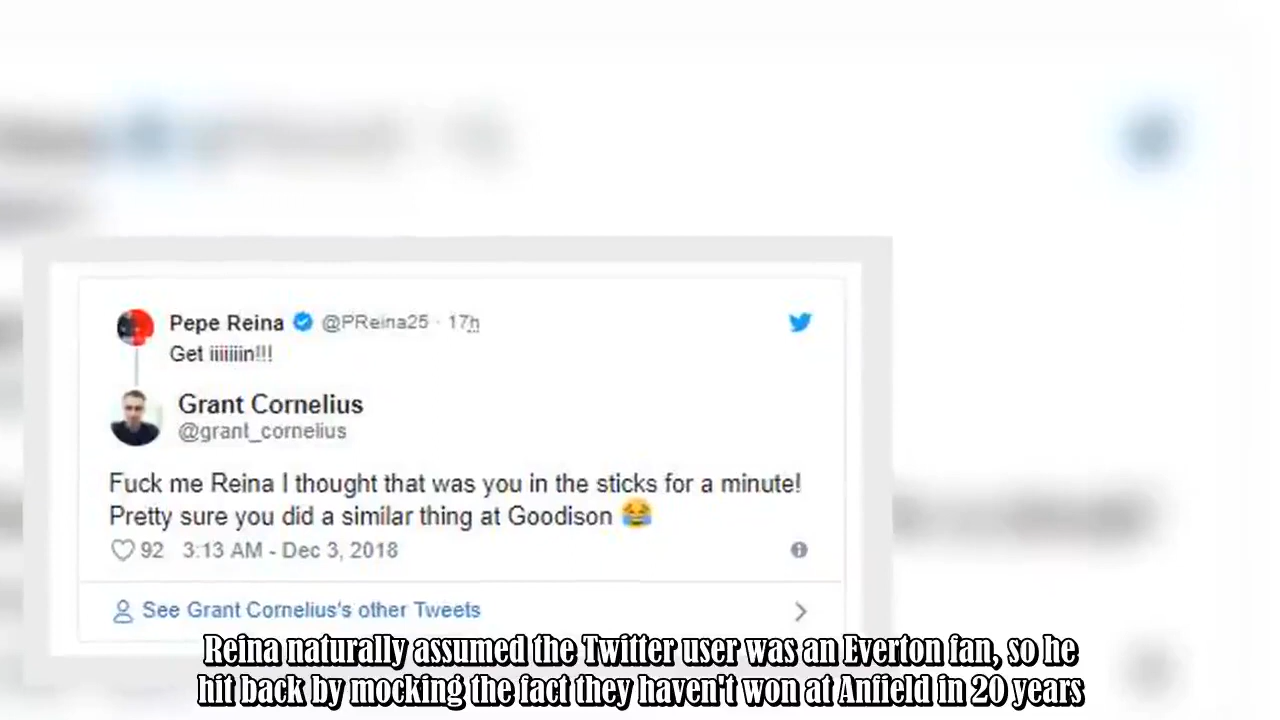 Pepe Reina @PReina25 · 17h
Get iiiiiiin!!!
Grant Cornelius
@grant_cornelius
Fuck me Reina I thought that was you in the sticks for a minute!
Pretty sure you did a similar thing at Goodison 😂
92 3:13 AM - Dec 3, 2018
See Grant Cornelius's other Tweets
Reina naturally assumed the Twitter user was an Everton fan, so he
hit back by mocking the fact they haven't won at Anfield in 20 years